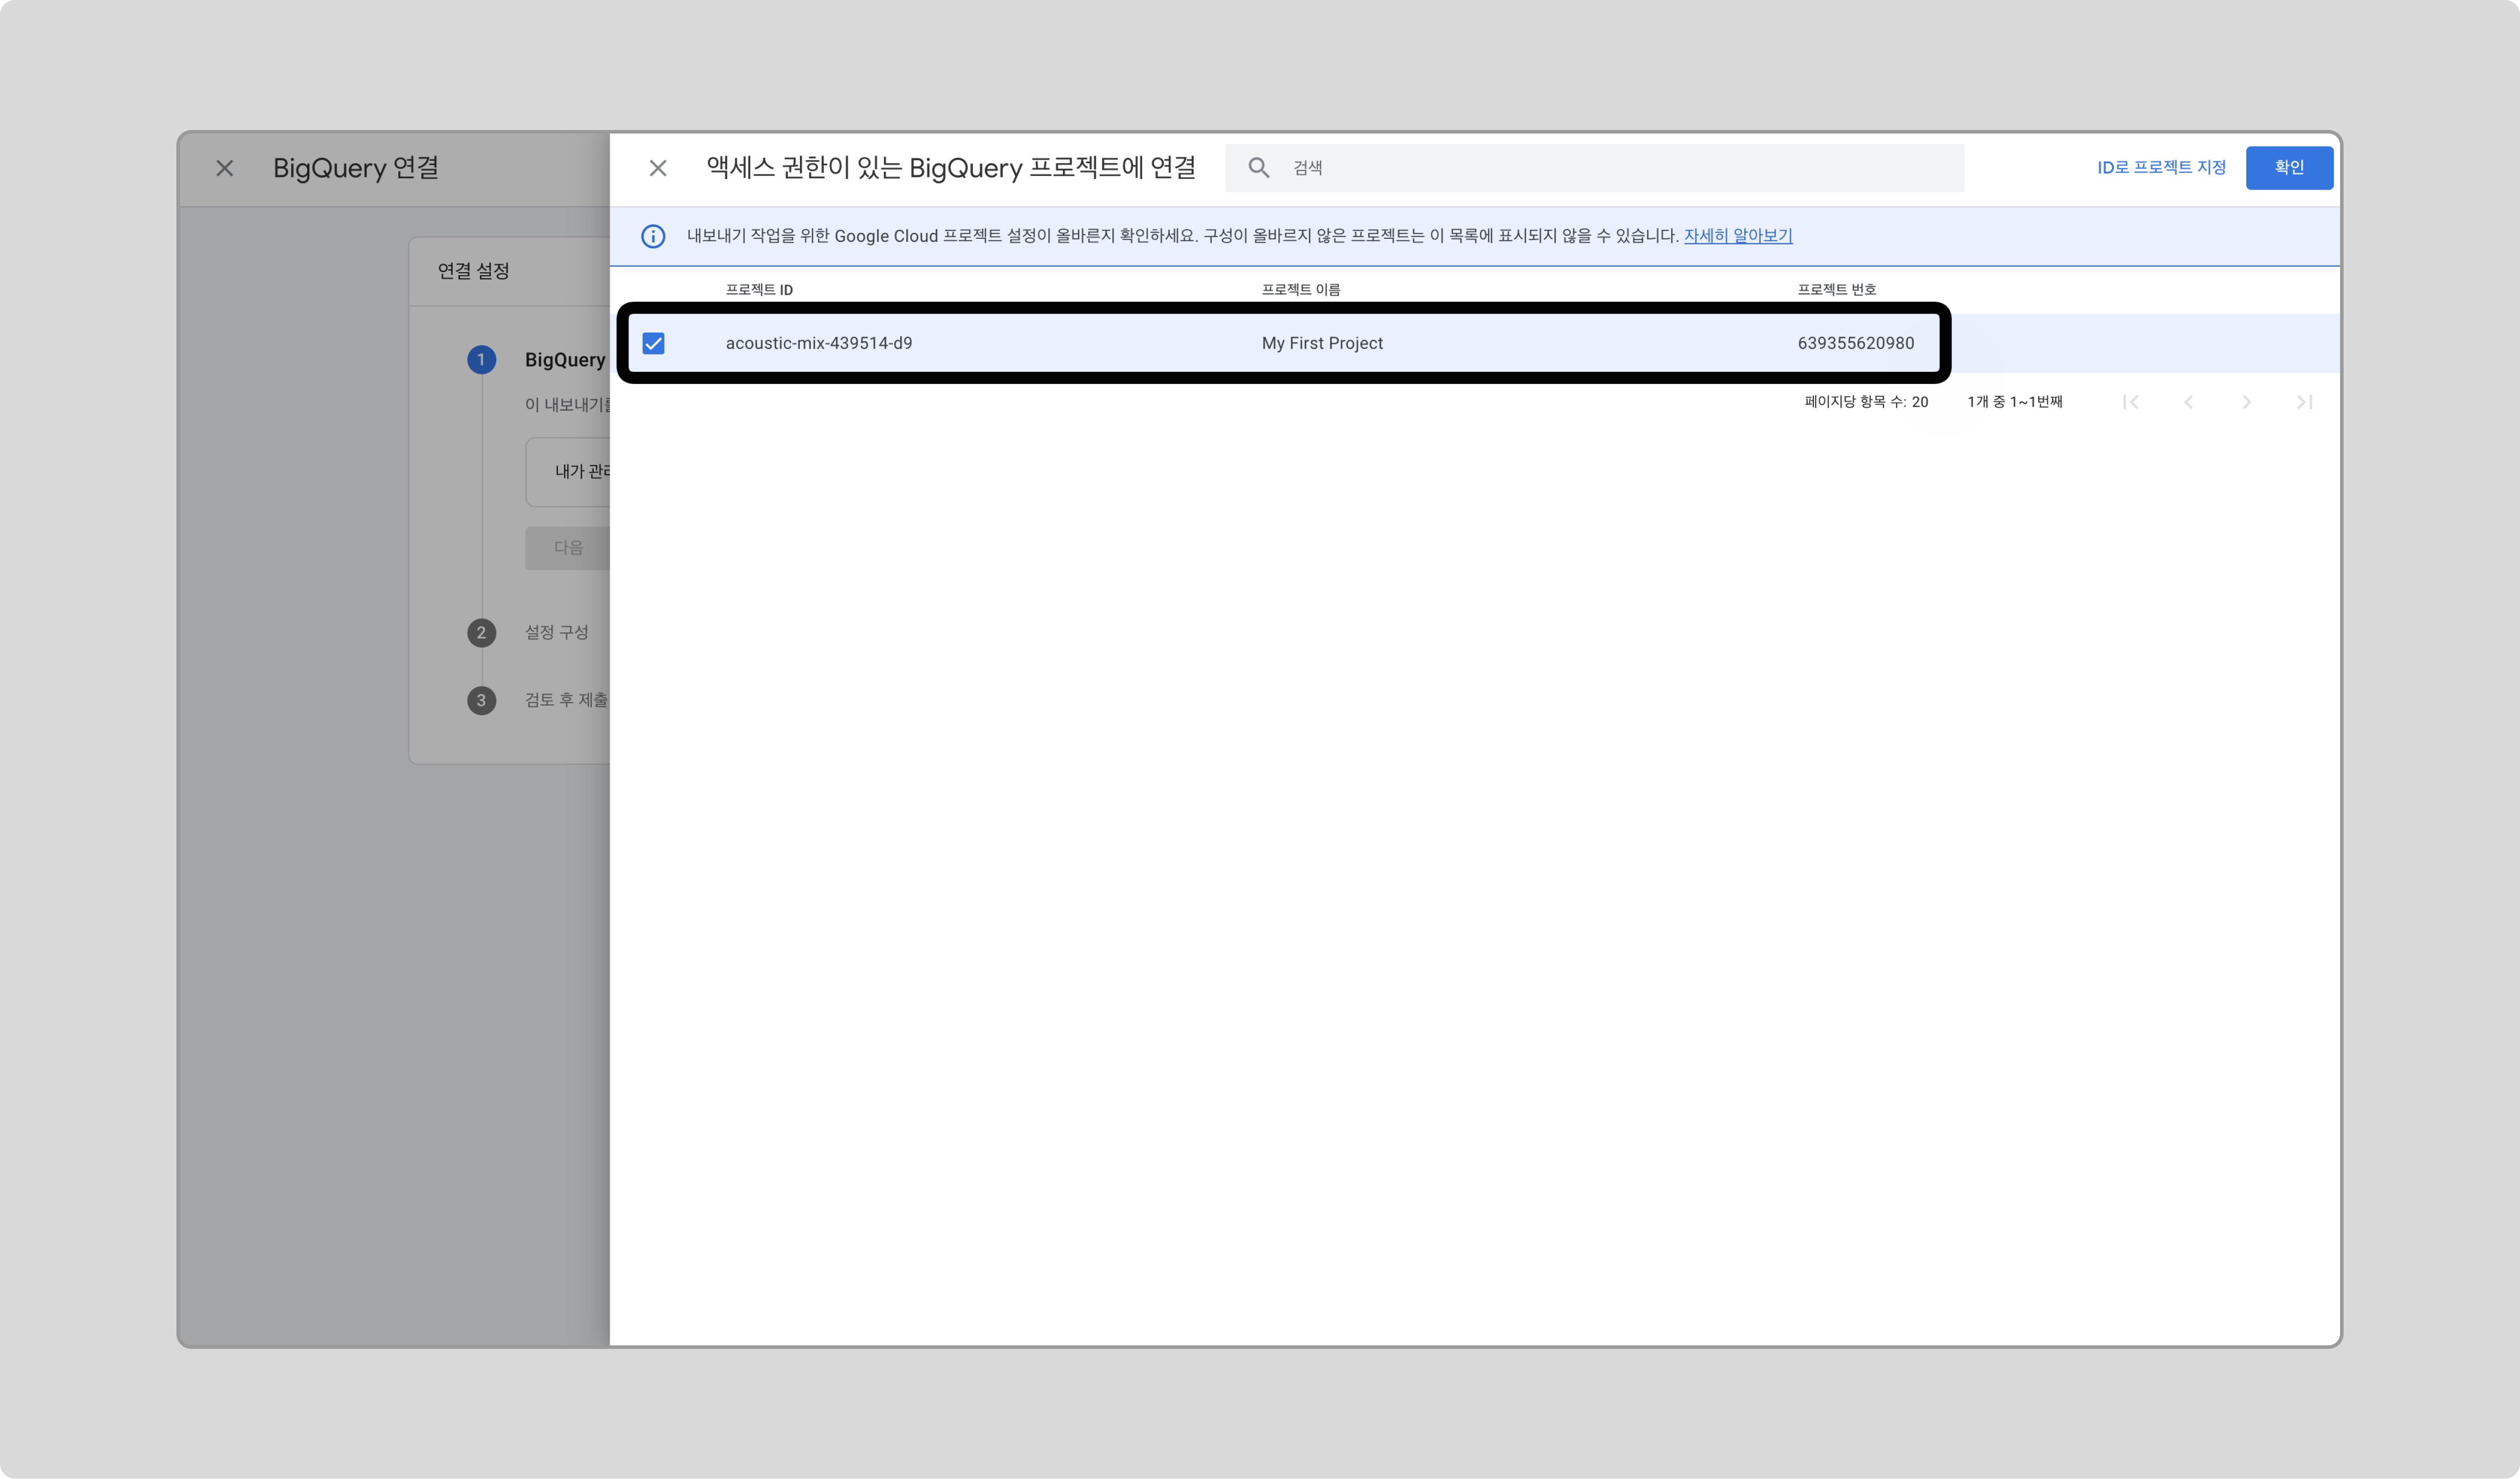 BigQuery 연결
연결 설정
1
BigQuery
이 내보내기를
내가 관리
다음
2
설정 구성
3
검토 후 제출
액세스 권한이 있는 BigQuery 프로젝트에 연결
검색
ID로 프로젝트 지정
확인
내보내기 작업을 위한 Google Cloud 프로젝트 설정이 올바른지 확인하세요. 구성이 올바르지 않은 프로젝트는 이 목록에 표시되지 않을 수 있습니다. 자세히 알아보기
프로젝트 ID 프로젝트 이름 프로젝트 번호
acoustic-mix-439514-d9 My First Project 639355620980
페이지당 항목 수: 20 1개 중 1~1번째